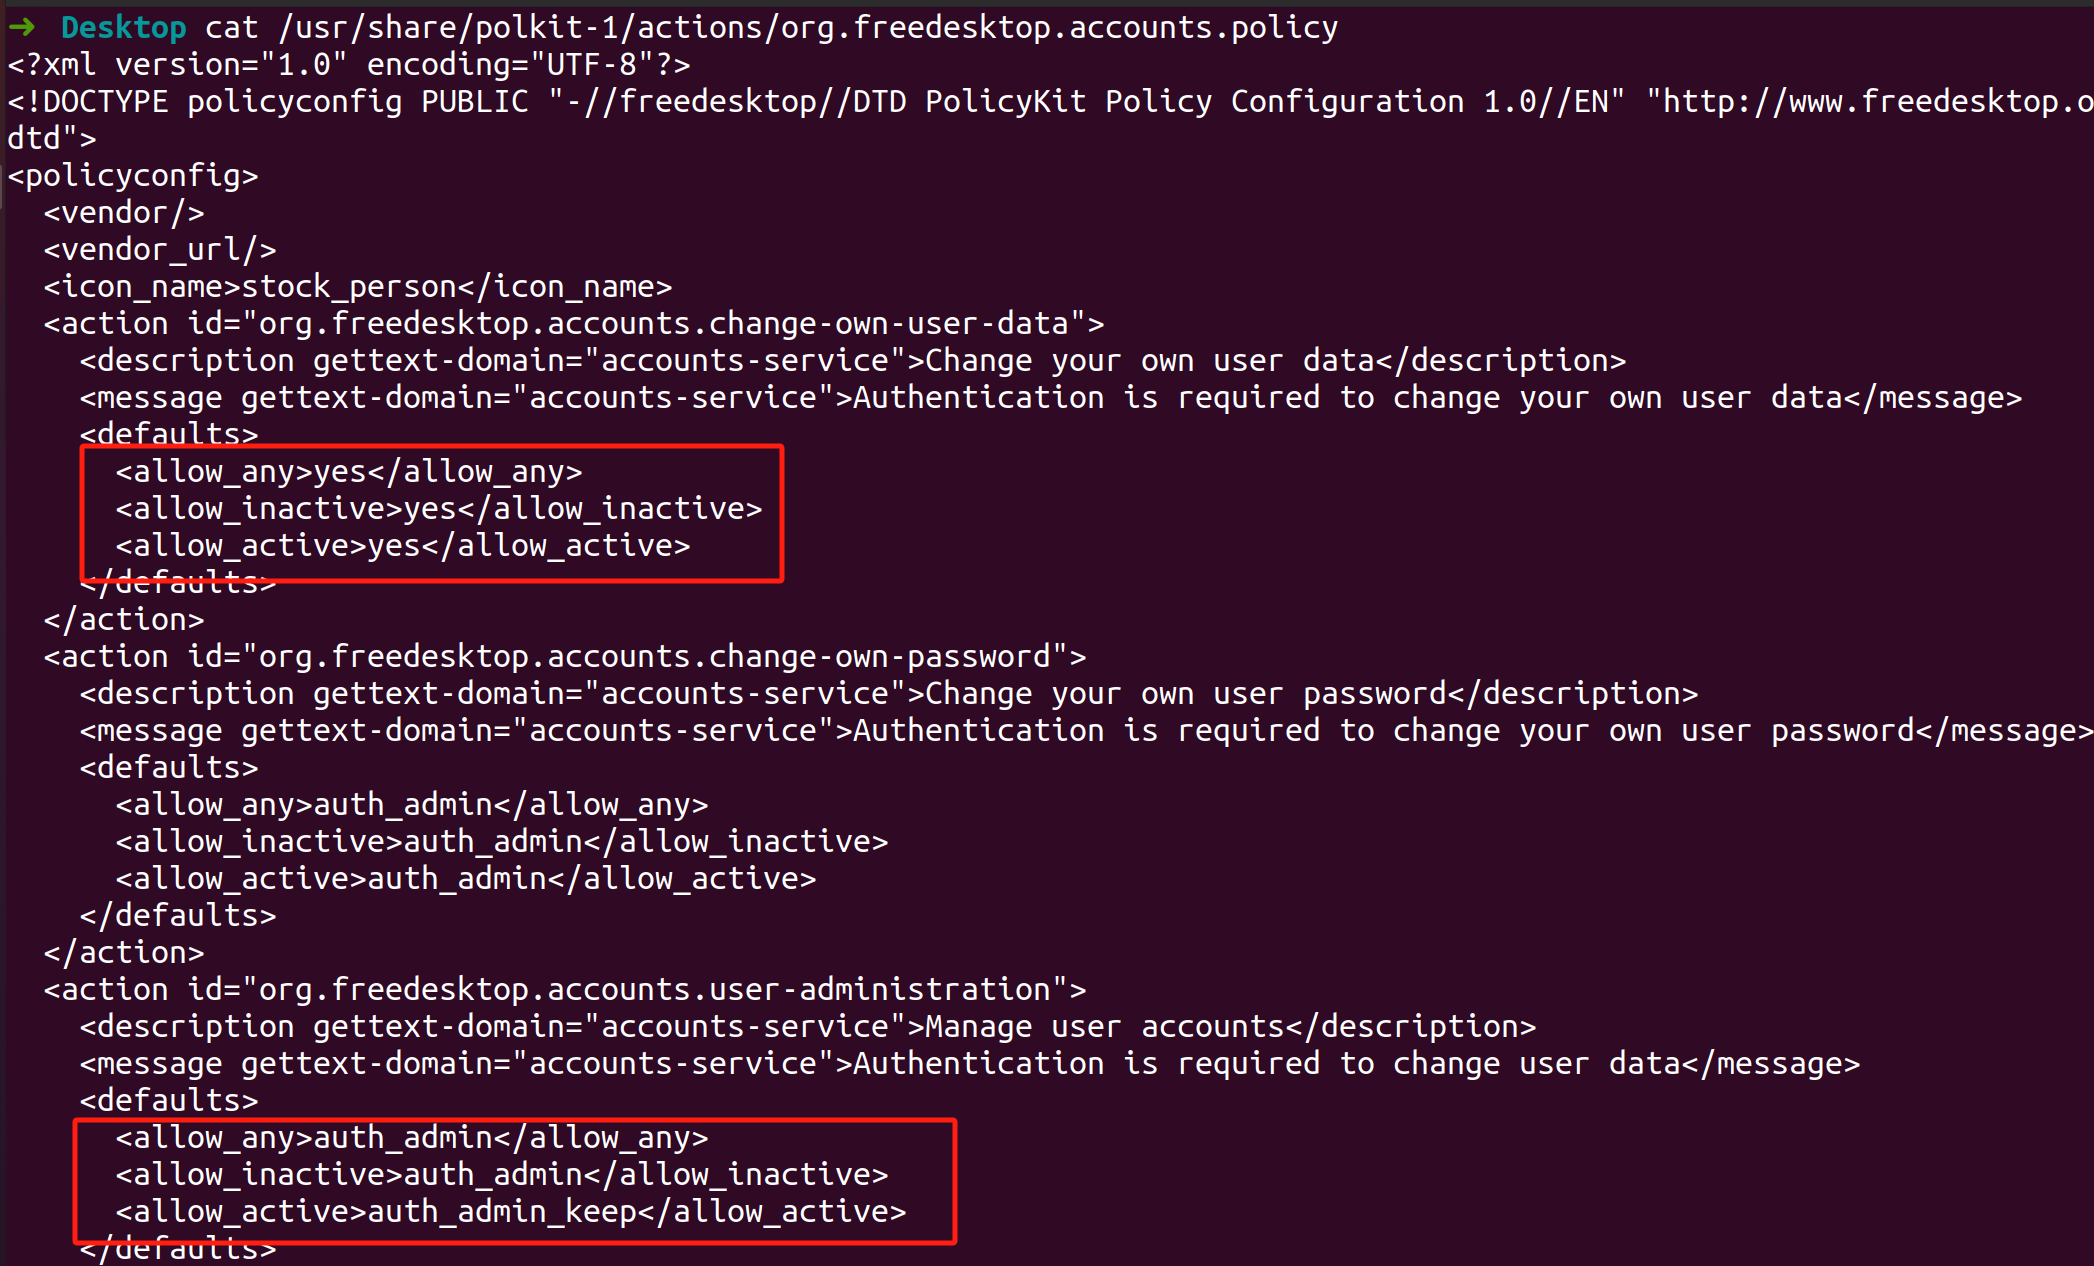 ➜  Desktop cat /usr/share/polkit-1/actions/org.freedesktop.accounts.policy
<?xml version="1.0" encoding="UTF-8"?>
<!DOCTYPE policyconfig PUBLIC "-//freedesktop//DTD PolicyKit Policy Configuration 1.0//EN" "http://www.freedesktop.o
dtd">
<policyconfig>
  <vendor/>
  <vendor_url/>
  <icon_name>stock_person</icon_name>
  <action id="org.freedesktop.accounts.change-own-user-data">
    <description gettext-domain="accounts-service">Change your own user data</description>
    <message gettext-domain="accounts-service">Authentication is required to change your own user data</message>
    <defaults>
      <allow_any>yes</allow_any>
      <allow_inactive>yes</allow_inactive>
      <allow_active>yes</allow_active>
    </defaults>
  </action>
  <action id="org.freedesktop.accounts.change-own-password">
    <description gettext-domain="accounts-service">Change your own user password</description>
    <message gettext-domain="accounts-service">Authentication is required to change your own user password</message>
    <defaults>
      <allow_any>auth_admin</allow_any>
      <allow_inactive>auth_admin</allow_inactive>
      <allow_active>auth_admin</allow_active>
    </defaults>
  </action>
  <action id="org.freedesktop.accounts.user-administration">
    <description gettext-domain="accounts-service">Manage user accounts</description>
    <message gettext-domain="accounts-service">Authentication is required to change user data</message>
    <defaults>
      <allow_any>auth_admin</allow_any>
      <allow_inactive>auth_admin</allow_inactive>
      <allow_active>auth_admin_keep</allow_active>
    </defaults>